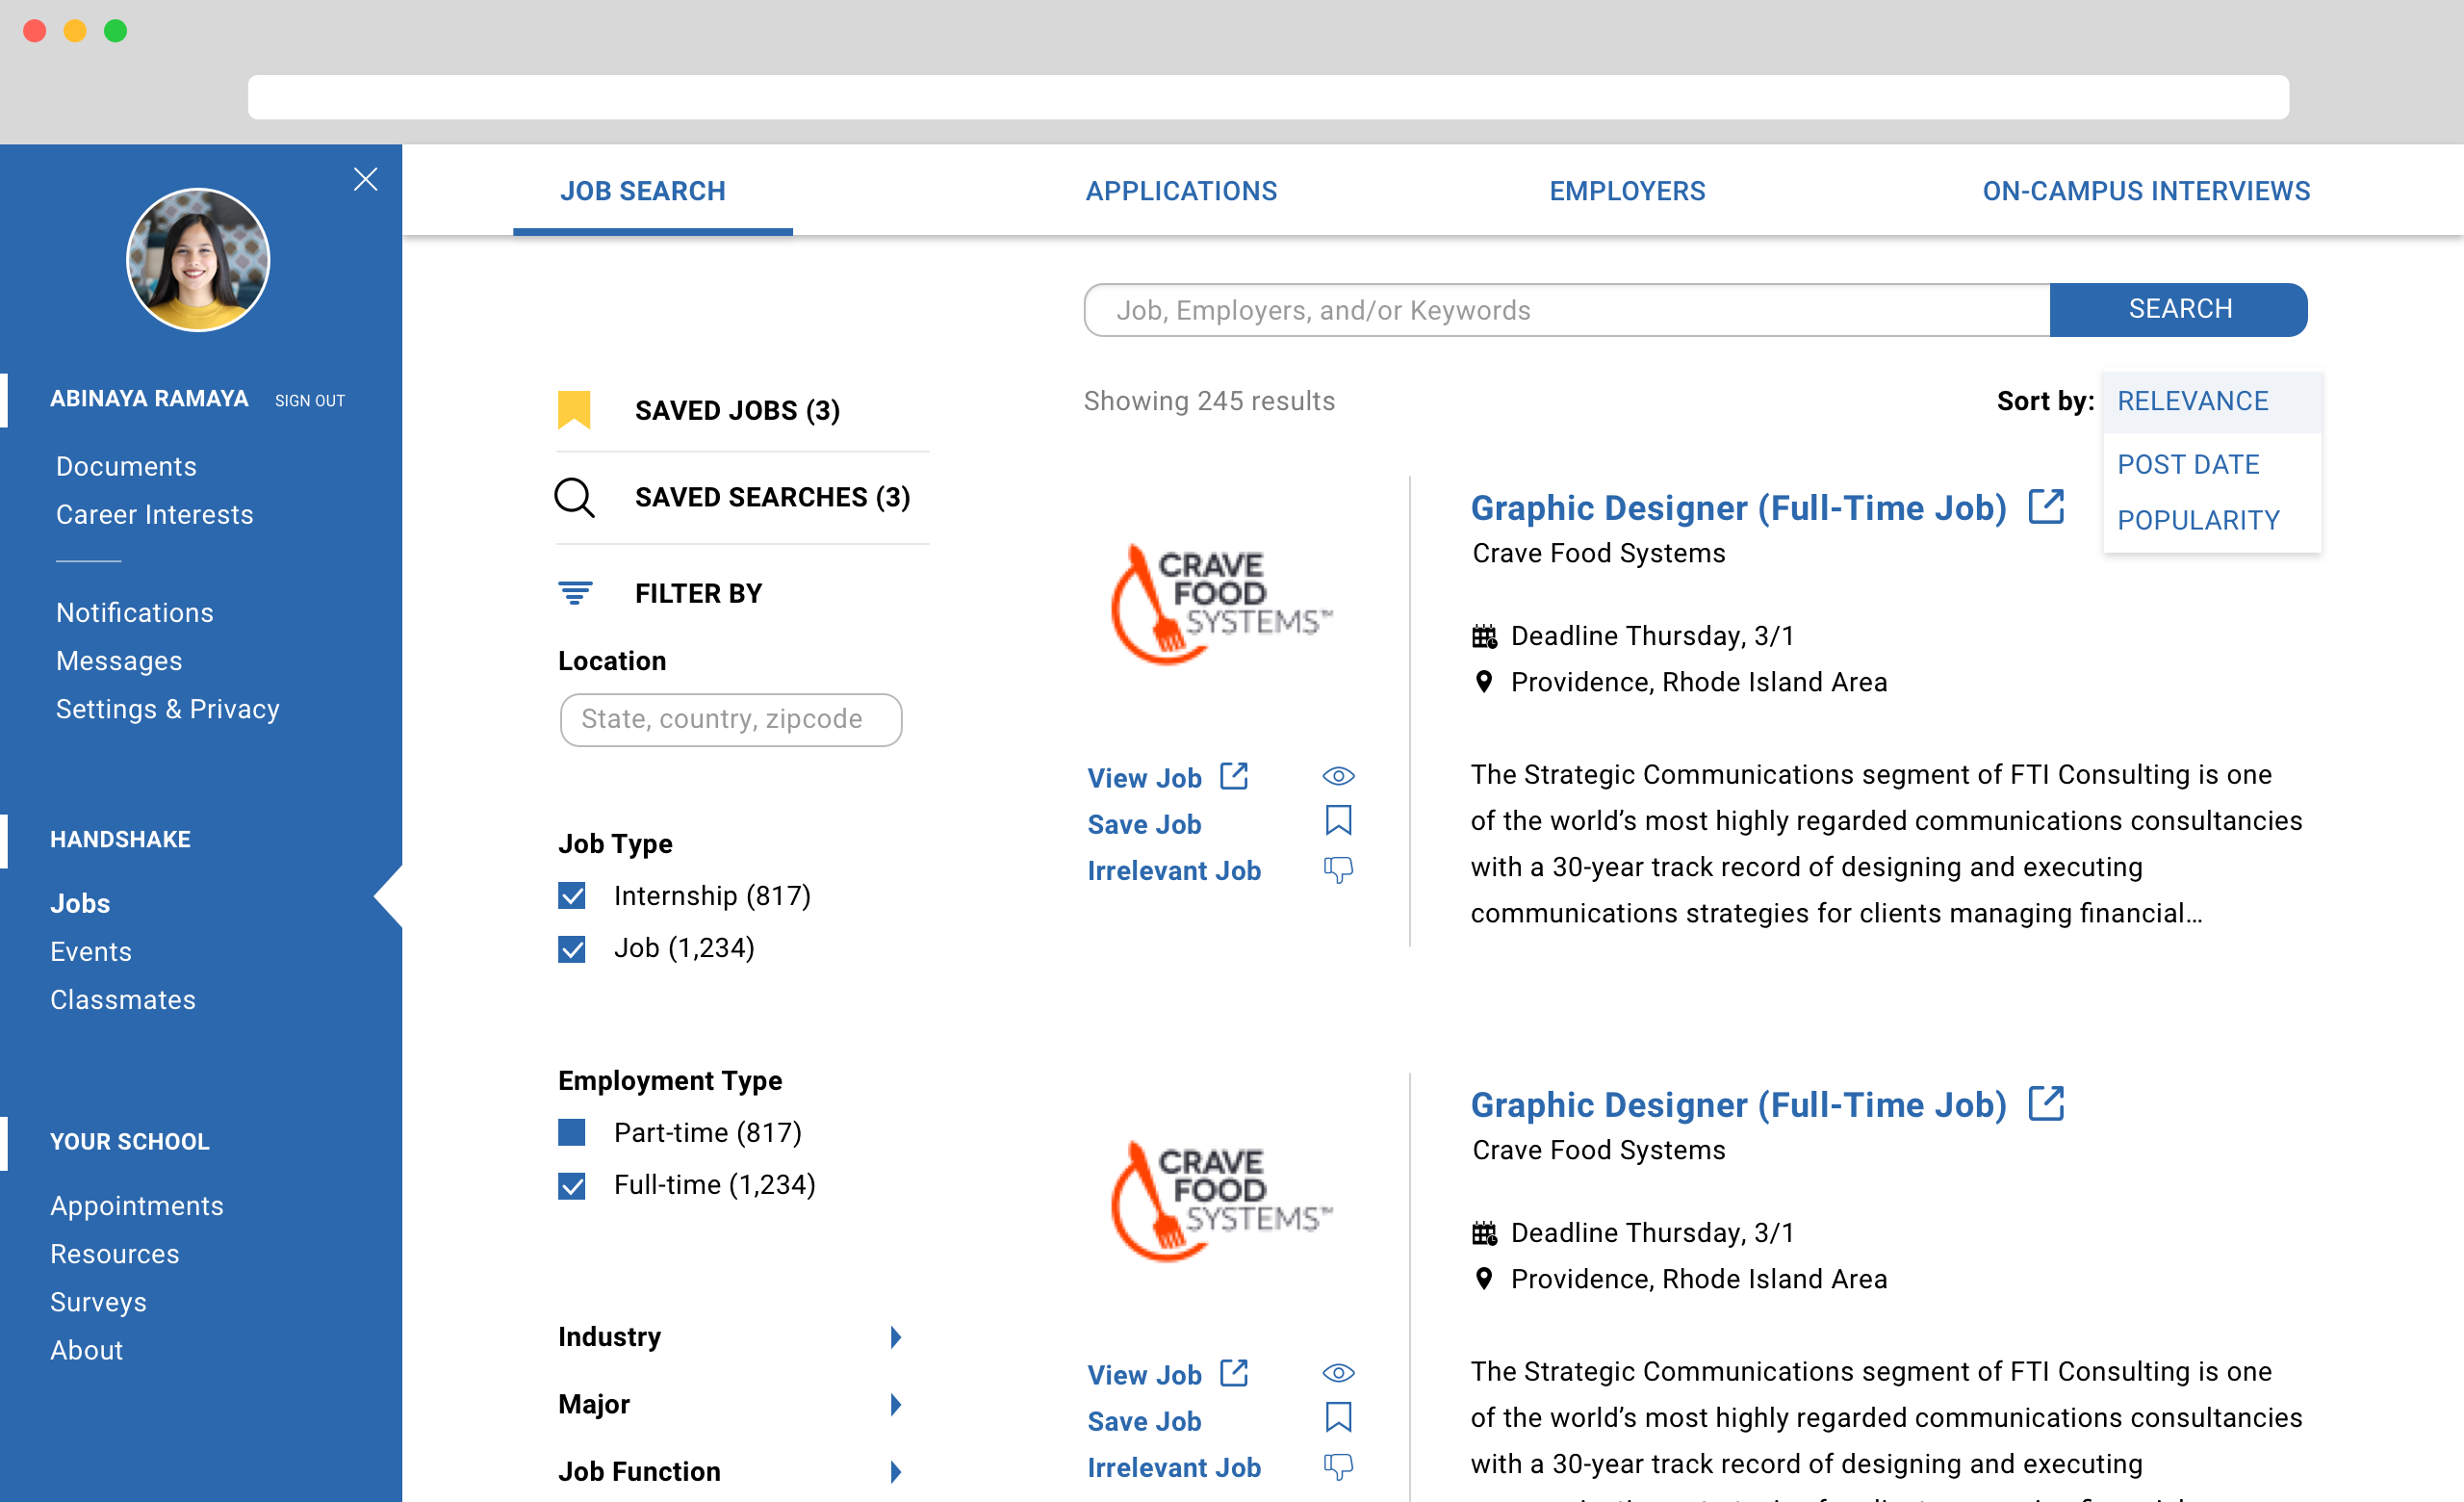 JOB SEARCH
APPLICATIONS
EMPLOYERS
ON-CAMPUS INTERVIEWS
ABINAYA RAMAYA SIGN OUT
Documents
Career Interests
Notifications
Messages
Settings & Privacy
HANDSHAKE
Jobs
Events
Classmates
YOUR SCHOOL
Appointments
Resources
Surveys
About
SAVED JOBS (3)
SAVED SEARCHES (3)
FILTER BY
Location
State, country, zipcode
Job Type
Internship (817)
Job (1,234)
Employment Type
Part-time (817)
Full-time (1,234)
Industry
Major
Job Function
Job, Employers, and/or Keywords
SEARCH
Showing 245 results
Sort by: RELEVANCE
POST DATE
POPULARITY
CRAVE
FOOD
SYSTEMS™
View Job
Save Job
Irrelevant Job
Graphic Designer (Full-Time Job)
Crave Food Systems
Deadline Thursday, 3/1
Providence, Rhode Island Area
The Strategic Communications segment of FTI Consulting is one
of the world’s most highly regarded communications consultancies
with a 30-year track record of designing and executing
communications strategies for clients managing financial...
CRAVE
FOOD
SYSTEMS™
View Job
Save Job
Irrelevant Job
Graphic Designer (Full-Time Job)
Crave Food Systems
Deadline Thursday, 3/1
Providence, Rhode Island Area
The Strategic Communications segment of FTI Consulting is one
of the world’s most highly regarded communications consultancies
with a 30-year track record of designing and executing